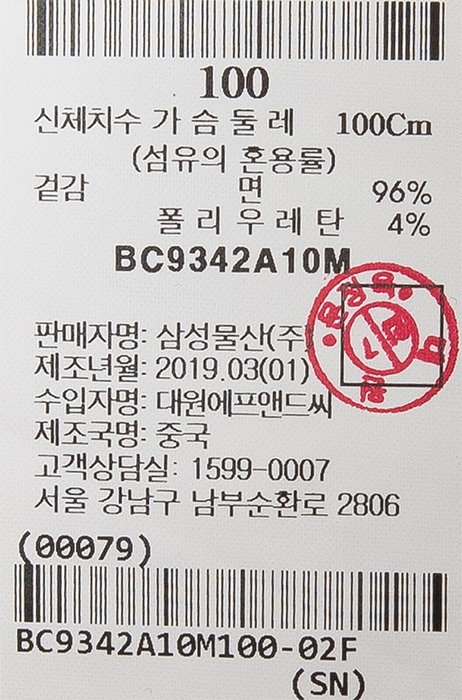 100
신체치수 가 슴 둘 레 100Cm
(섬유의 혼용률)
겉감 면 96%
폴 리 우 레 탄 4%
BC9342A10M
판매자명: 삼성물산(주)
제조년월: 2019.03(01)
수입자명: 대원에프앤드씨
제조국명: 중국
고객상담실: 1599-0007
서울 강남구 남부순환로 2806
(00079)
BC9342A10M100-02F
(SN)